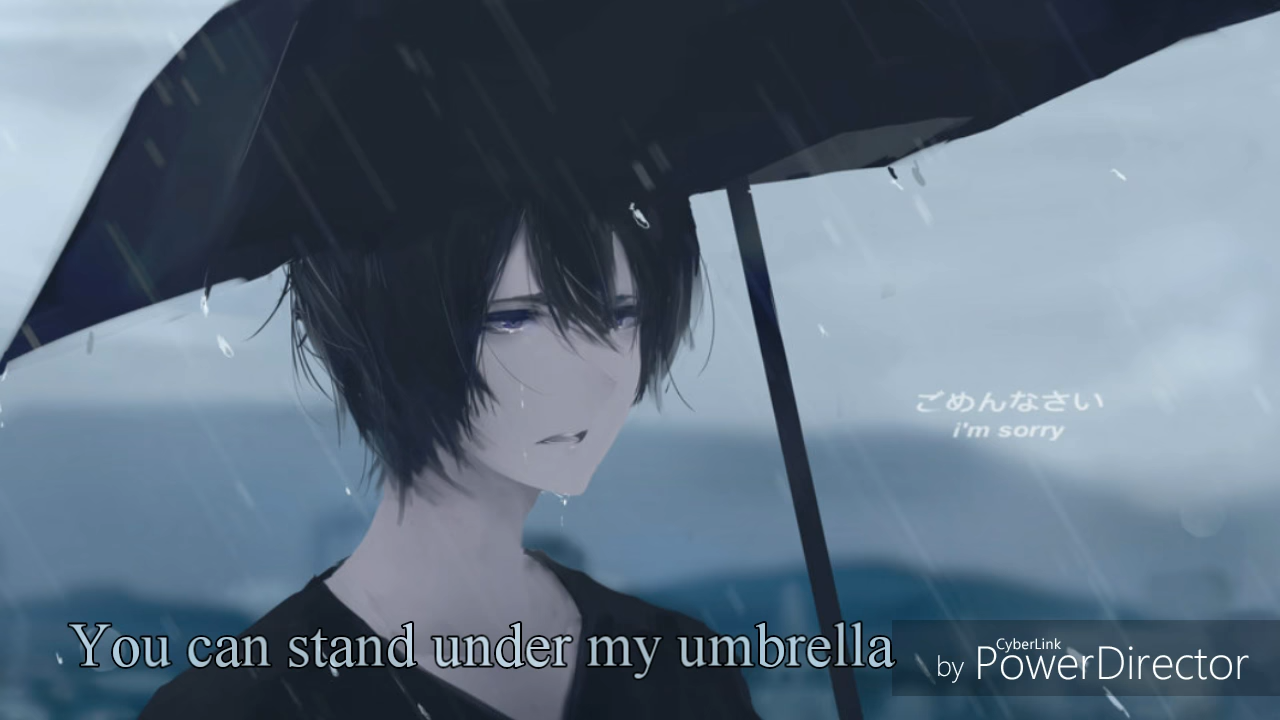 ごめんなさい
i'm sorry
You can stand under my umbrella
CyberLink
by PowerDirector